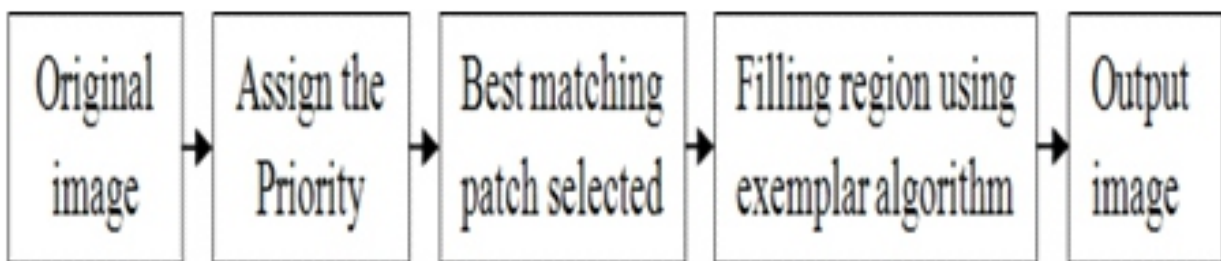 Original
image
Assign the
Priority
Best matching
patch selected
Filling region using
exemplar algorithm
Output
image